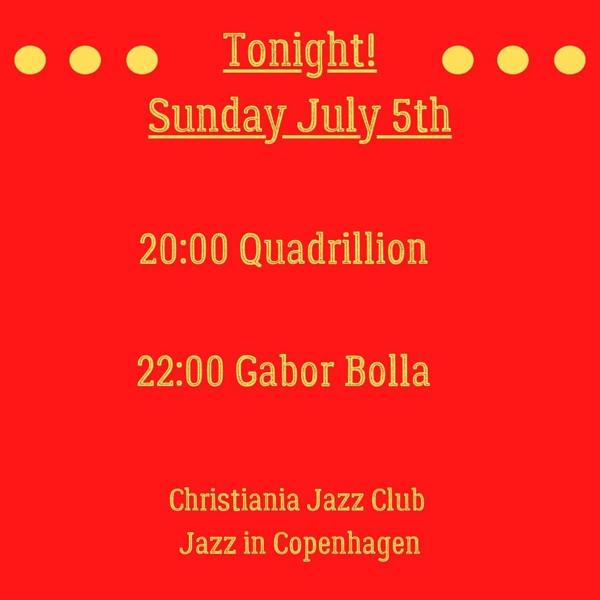 Tonight!
Sunday July 5th
20:00 Quadrillion
22:00 Gabor Bolla
Christiania Jazz Club
Jazz in Copenhagen